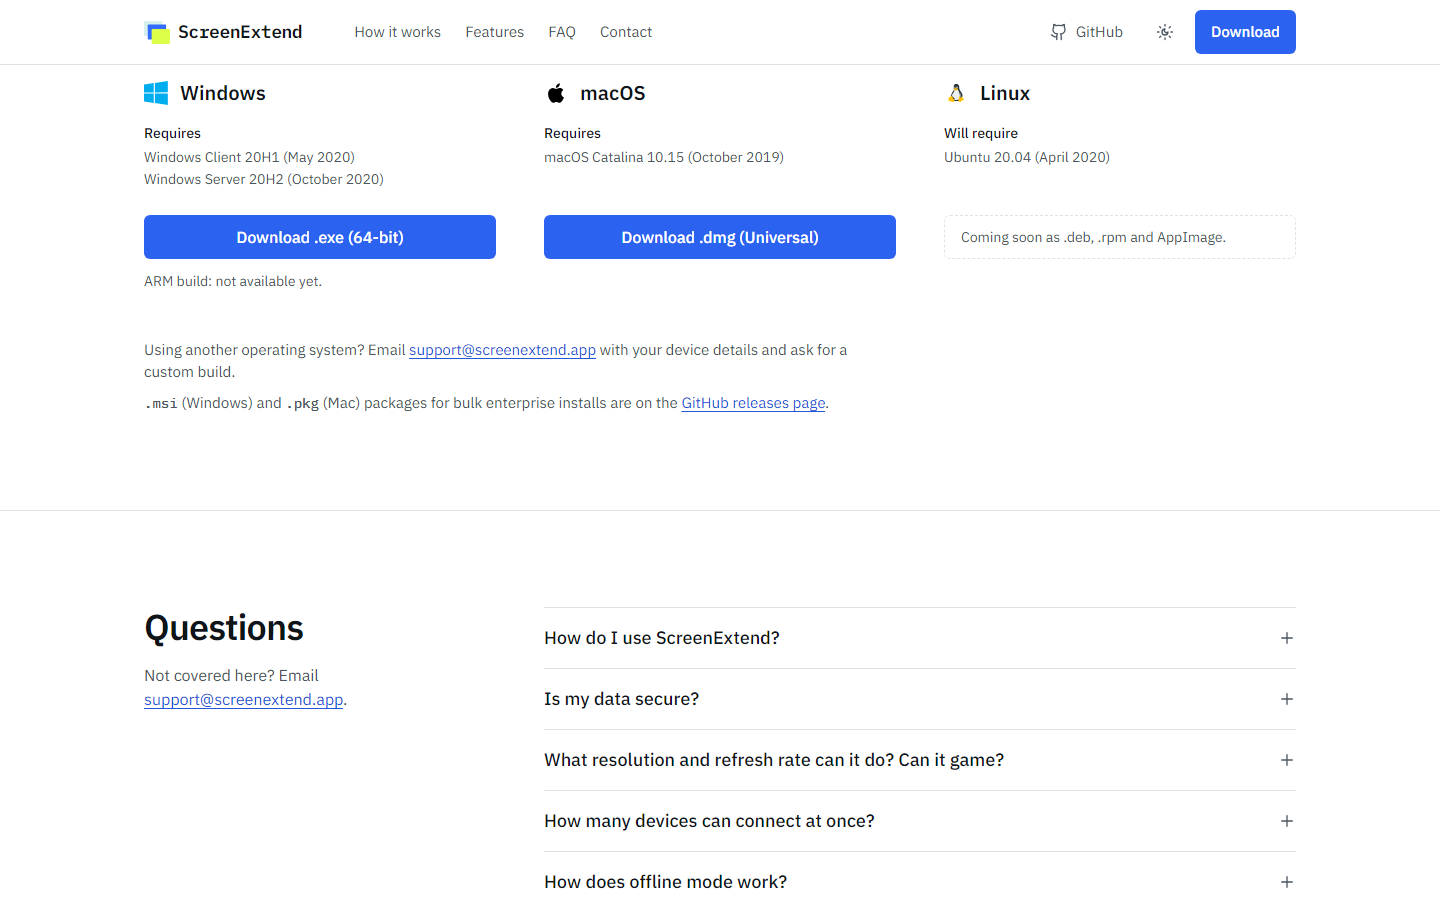 ScreenExtend
How it works
Features
FAQ
Contact
GitHub
Download
Windows
Requires
Windows Client 20H1 (May 2020)
Windows Server 20H2 (October 2020)
Download .exe (64-bit)
ARM build: not available yet.
macOS
Requires
macOS Catalina 10.15 (October 2019)
Download .dmg (Universal)
Linux
Will require
Ubuntu 20.04 (April 2020)
Coming soon as .deb, .rpm and AppImage.
Using another operating system? Email support@screenextend.app with your device details and ask for a
custom build.
.msi (Windows) and .pkg (Mac) packages for bulk enterprise installs are on the GitHub releases page.
Questions
Not covered here? Email
support@screenextend.app.
How do I use ScreenExtend?
Is my data secure?
What resolution and refresh rate can it do? Can it game?
How many devices can connect at once?
How does offline mode work?